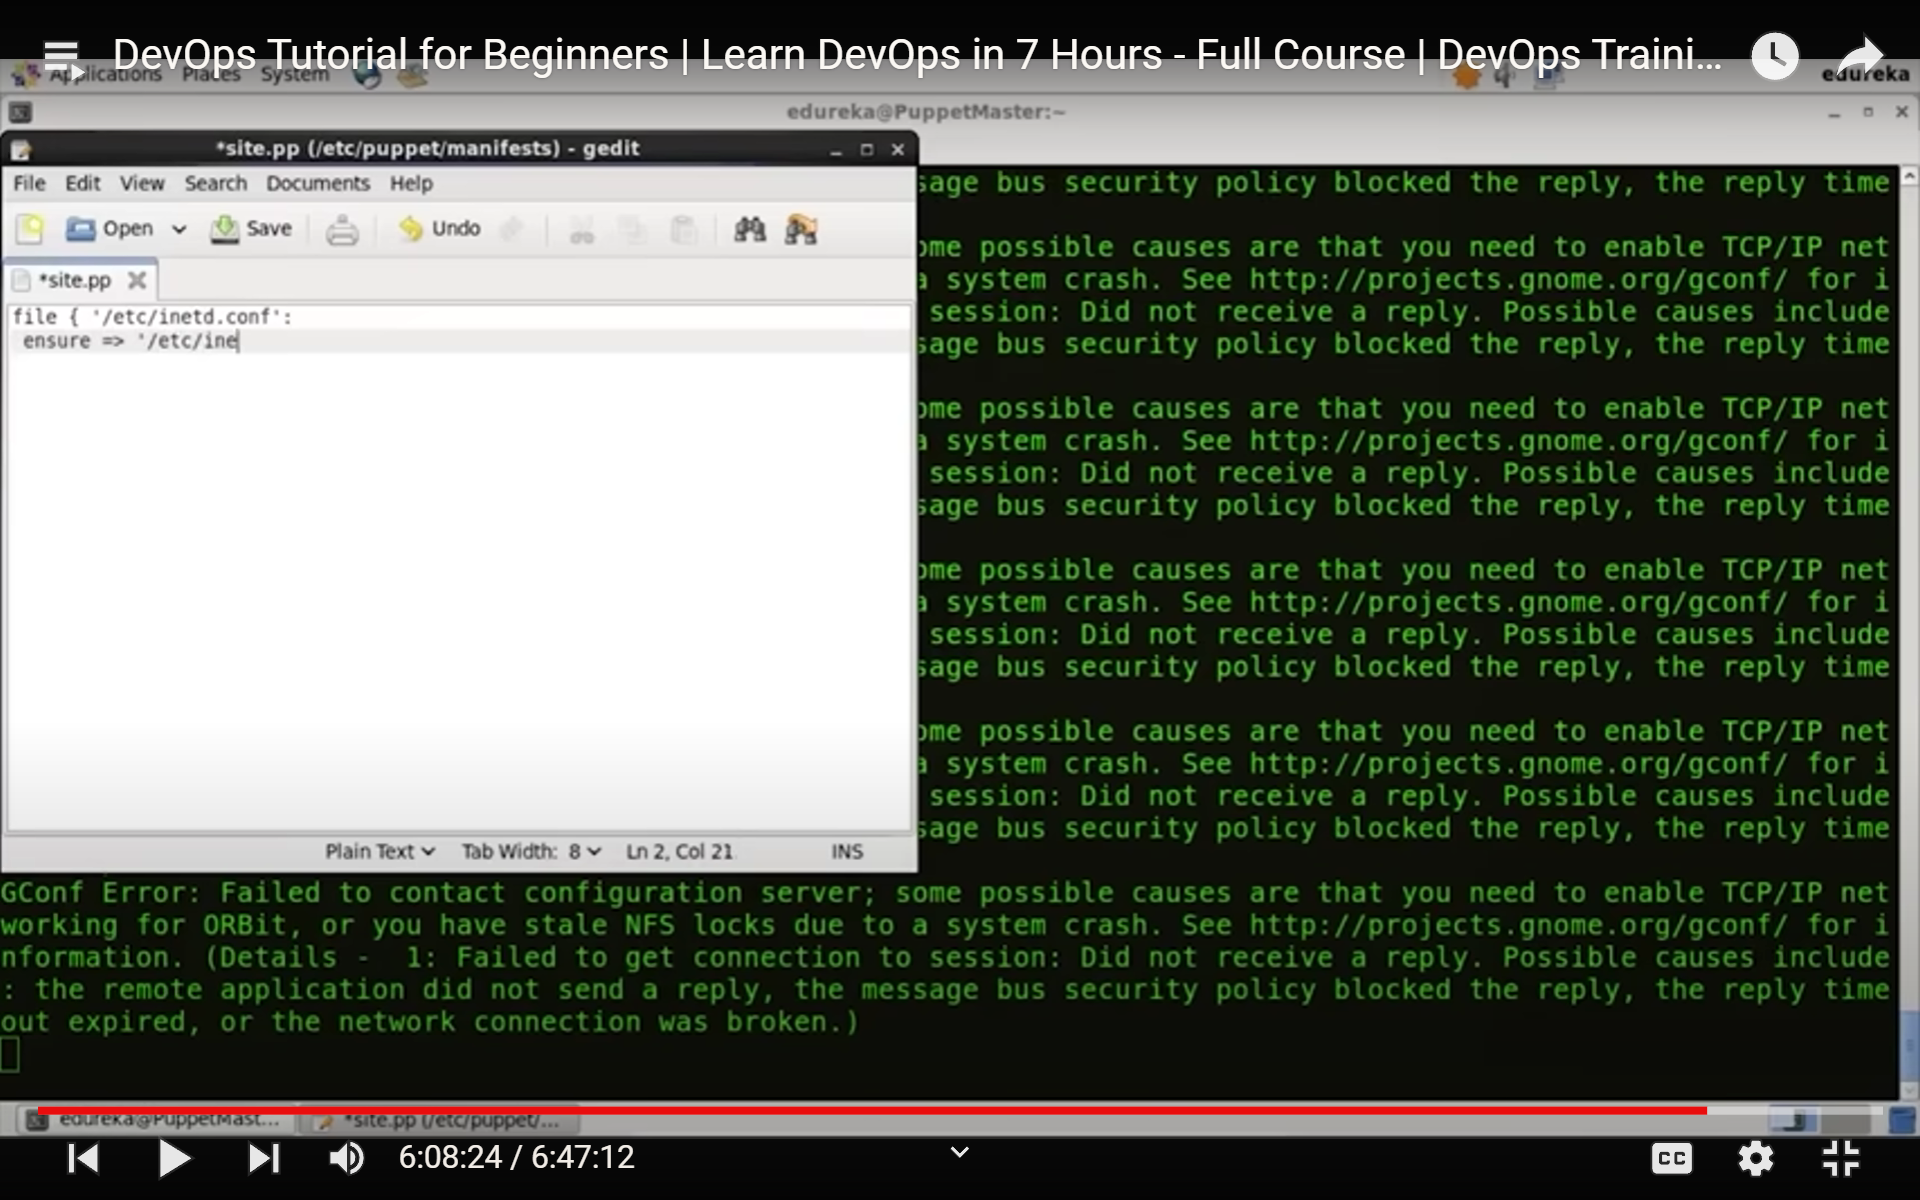 DevOps Tutorial for Beginners | Learn DevOps in 7 Hours - Full Course | DevOps Traini...
Applications Places System
edureka
edureka@PuppetMaster:~
*site.pp (/etc/puppet/manifests) - gedit
File Edit View Search Documents Help
Open Save Undo
*site.pp
file { '/etc/inetd.conf':
ensure => '/etc/ine
sage bus security policy blocked the reply, the reply time
ome possible causes are that you need to enable TCP/IP net
a system crash. See http://projects.gnome.org/gconf/ for i
session: Did not receive a reply. Possible causes include
sage bus security policy blocked the reply, the reply time
ome possible causes are that you need to enable TCP/IP net
a system crash. See http://projects.gnome.org/gconf/ for i
session: Did not receive a reply. Possible causes include
sage bus security policy blocked the reply, the reply time
ome possible causes are that you need to enable TCP/IP net
a system crash. See http://projects.gnome.org/gconf/ for i
session: Did not receive a reply. Possible causes include
sage bus security policy blocked the reply, the reply time
ome possible causes are that you need to enable TCP/IP net
a system crash. See http://projects.gnome.org/gconf/ for i
session: Did not receive a reply. Possible causes include
sage bus security policy blocked the reply, the reply time
Plain Text Tab Width: 8 Ln 2, Col 21 INS
GConf Error: Failed to contact configuration server; some possible causes are that you need to enable TCP/IP net
working for ORBit, or you have stale NFS locks due to a system crash. See http://projects.gnome.org/gconf/ for i
nformation. (Details -  1: Failed to get connection to session: Did not receive a reply. Possible causes include
: the remote application did not send a reply, the message bus security policy blocked the reply, the reply time
out expired, or the network connection was broken.)
edureka@PuppetMast... *site.pp (/etc/puppet/...
6:08:24 / 6:47:12
CC